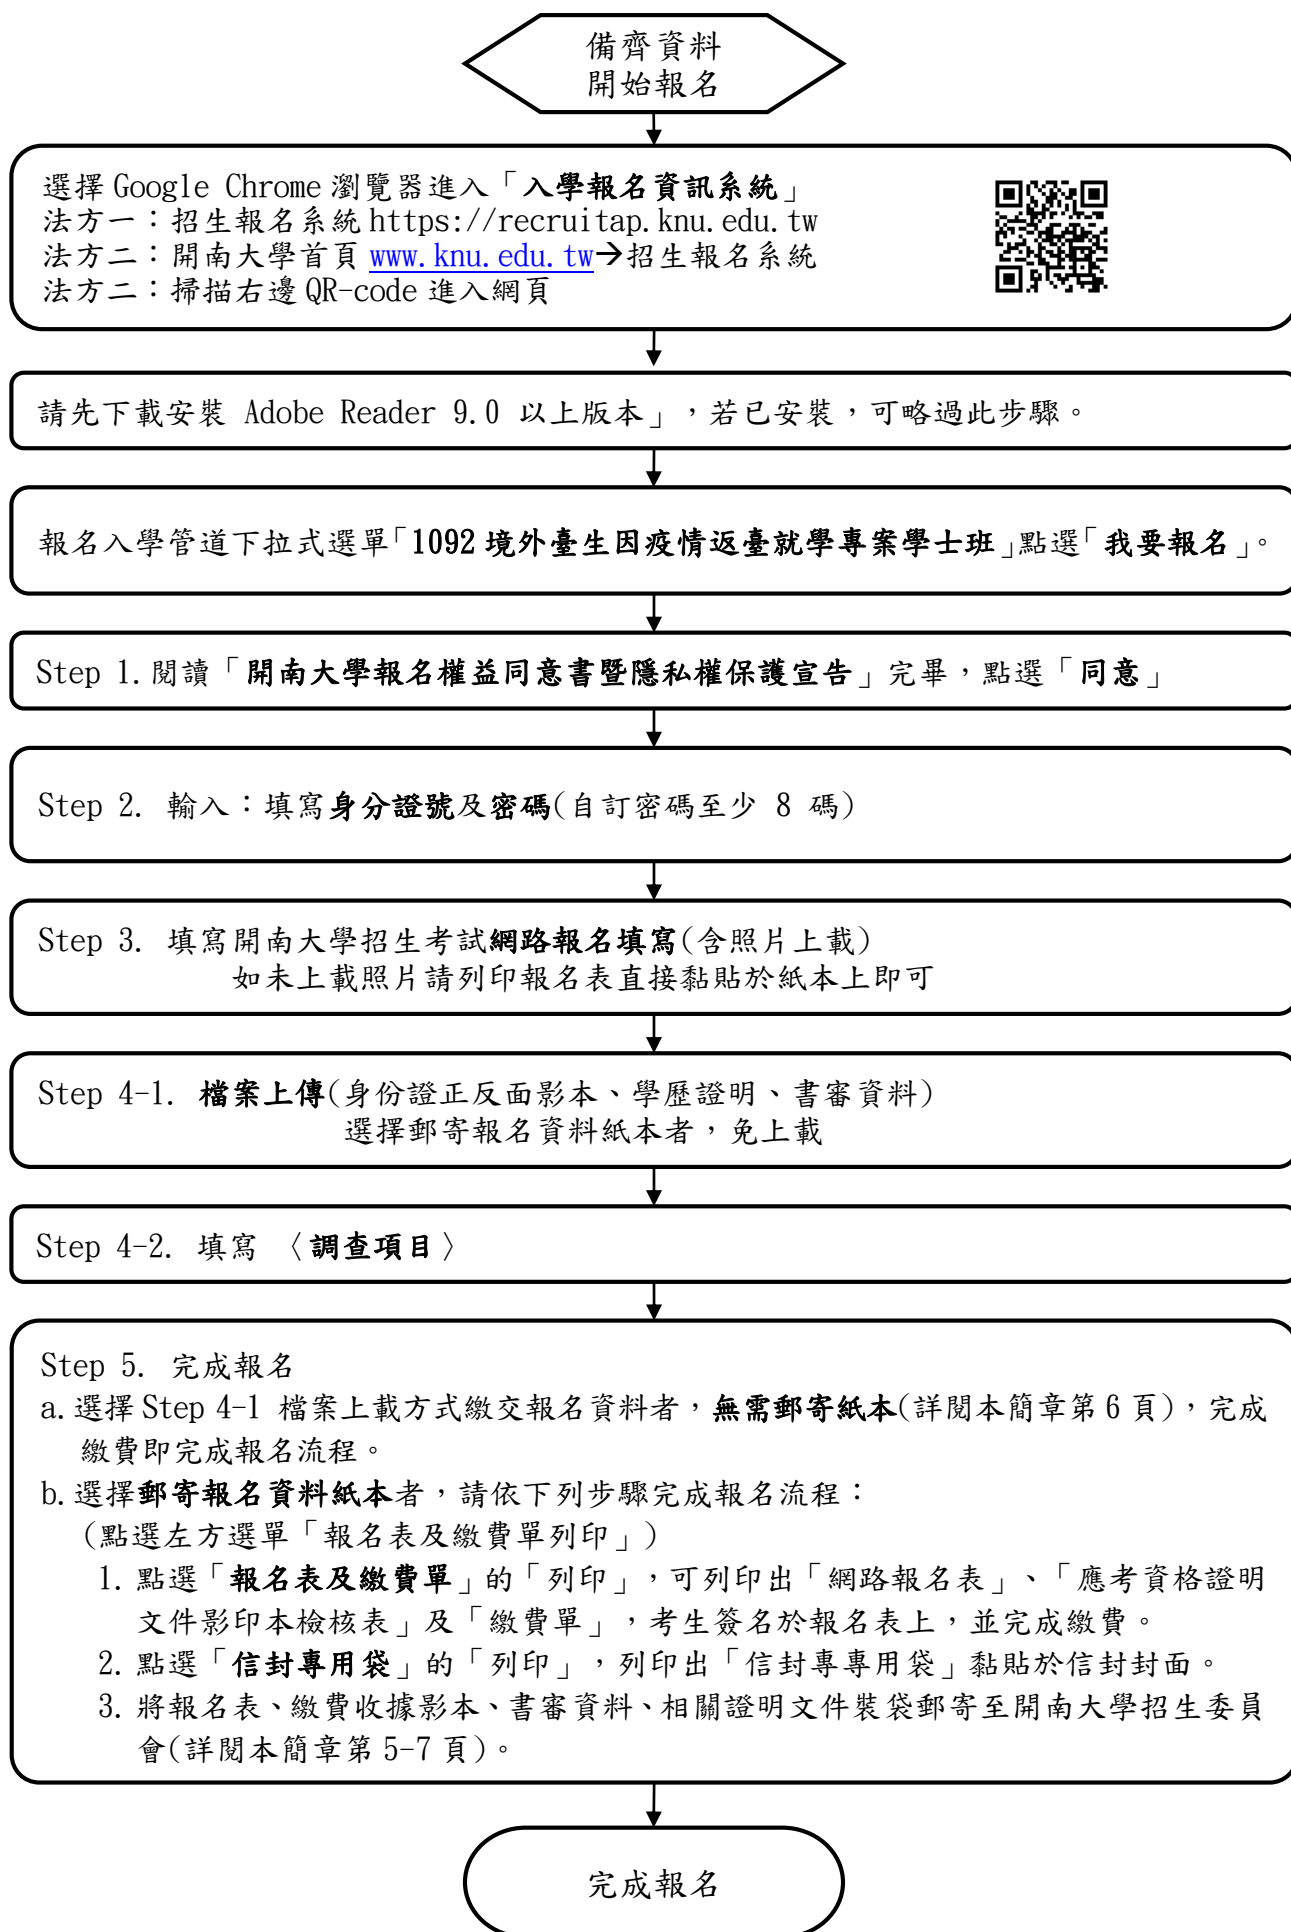 備齊資料
開始報名
選擇 Google Chrome 瀏覽器進入「入學報名資訊系統」
法方一：招生報名系統 https://recruitap.knu.edu.tw
法方二：開南大學首頁 www.knu.edu.tw→招生報名系統
法方二：掃描右邊 QR-code 進入網頁
請先下載安裝 Adobe Reader 9.0 以上版本」，若已安裝，可略過此步驟。
報名入學管道下拉式選單「1092 境外臺生因疫情返臺就學專案學士班」點選「我要報名」。
Step 1.閱讀「開南大學報名權益同意書暨隱私權保護宣告」完畢，點選「同意」
Step 2. 輸入：填寫身分證號及密碼(自訂密碼至少 8 碼)
Step 3. 填寫開南大學招生考試網路報名填寫(含照片上載)
如未上載照片請列印報名表直接黏貼於紙本上即可
Step 4-1. 檔案上傳(身份證正反面影本、學歷證明、書審資料)
選擇郵寄報名資料紙本者，免上載
Step 4-2. 填寫 〈調查項目〉
Step 5. 完成報名
a.選擇 Step 4-1 檔案上載方式繳交報名資料者，無需郵寄紙本(詳閱本簡章第 6 頁)，完成
繳費即完成報名流程。
b.選擇郵寄報名資料紙本者，請依下列步驟完成報名流程：
(點選左方選單「報名表及繳費單列印」)
1. 點選「報名表及繳費單」的「列印」，可列印出「網路報名表」、「應考資格證明
文件影印本檢核表」及「繳費單」，考生簽名於報名表上，並完成繳費。
2. 點選「信封專用袋」的「列印」，列印出「信封專專用袋」黏貼於信封封面。
3. 將報名表、繳費收據影本、書審資料、相關證明文件裝袋郵寄至開南大學招生委員
會(詳閱本簡章第 5-7 頁)。
完成報名